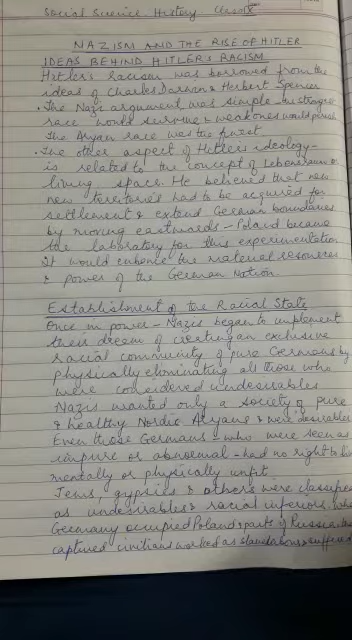 Social Science History Class X
NAZISM AND THE RISE OF HITLER
IDEAS BEHIND HITLER'S RACISM
Hitler's racism was borrowed from the
ideas of Charles Darwin & Herbert Spencer
• The Nazi argument was simple - 
race would survive & weak ones would perish
The Aryan race was the finest.
• The other aspect of Hitler's ideology -
is related to the concept of Lebensraum or
living space. He believed that new
new territories had to be acquired for
settlement & extend German boundaries
by moving eastwards - Poland became
the laboratory for this experimentation
It would enhance the material resources
& power of the German Nation.
Establishment of the Racial State
Once in power - Nazis began to implement
their dream of creating an exclusive
racial community of pure Germans by
physically eliminating all those who
were considered undesirables
Nazis wanted only a society of pure
& healthy Nordic Aryans & were desirables
Even those Germans - who were seen as
impure or abnormal - had no right to
mentally or physically unfit.
Jews, gypsies & others were classified
as undesirables & racial inferiors.
Germany occupied Poland & parts of Russia
captured civilians worked as slave labour & suffered